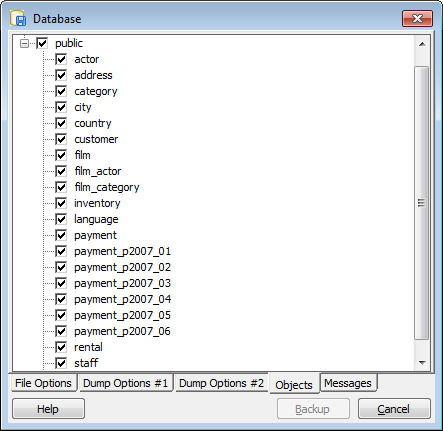 Database
public
actor
address
category
city
country
customer
film
film_actor
film_category
inventory
language
payment
payment_p2007_01
payment_p2007_02
payment_p2007_03
payment_p2007_04
payment_p2007_05
payment_p2007_06
rental
staff
File Options Dump Options #1 Dump Options #2 Objects Messages
Help Backup Cancel